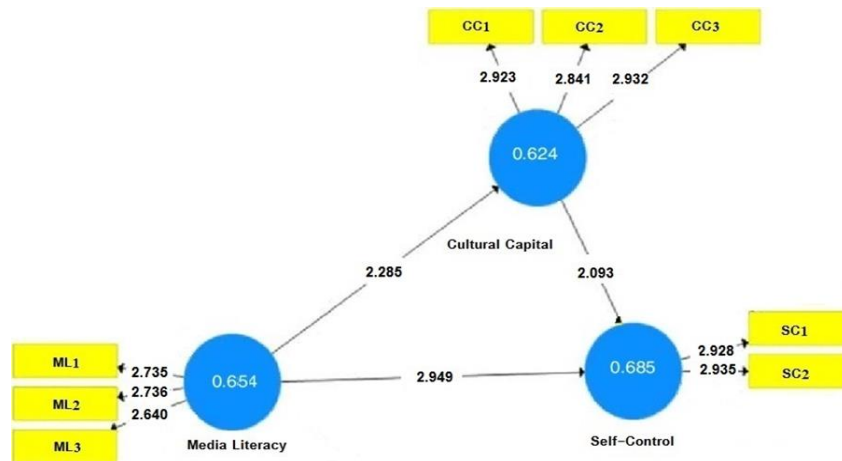 CC1 CC2 CC3
2.923 2.841 2.932
0.624
Cultural Capital
2.285 2.093
ML1 2.735
ML2 2.736
ML3 2.640
0.654
Media Literacy
2.949
0.685
Self-Control
2.928 SC1
2.935 SC2